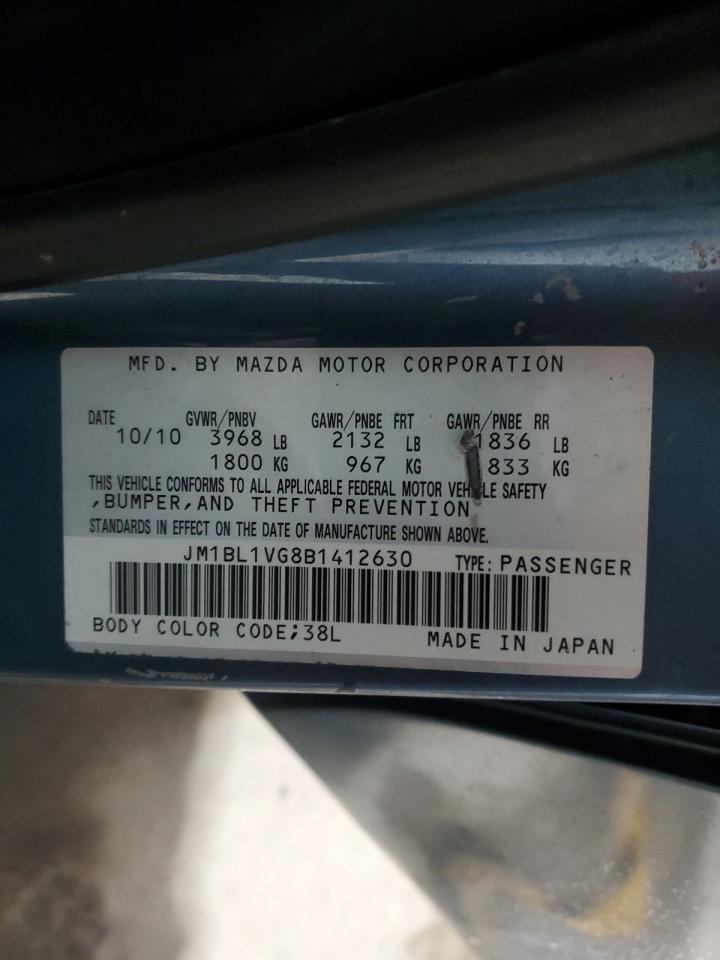 MFD. BY MAZDA MOTOR CORPORATION
DATE GVWR/PNBV GAWR/PNBE FRT GAWR/PNBE RR
10/10 3968 LB 2132 LB 1836 LB
1800 KG 967 KG 833 KG
THIS VEHICLE CONFORMS TO ALL APPLICABLE FEDERAL MOTOR VEHICLE SAFETY
,BUMPER,AND THEFT PREVENTION
STANDARDS IN EFFECT ON THE DATE OF MANUFACTURE SHOWN ABOVE.
JM1BL1VG8B1412630 TYPE: PASSENGER
BODY COLOR CODE;38L MADE IN JAPAN